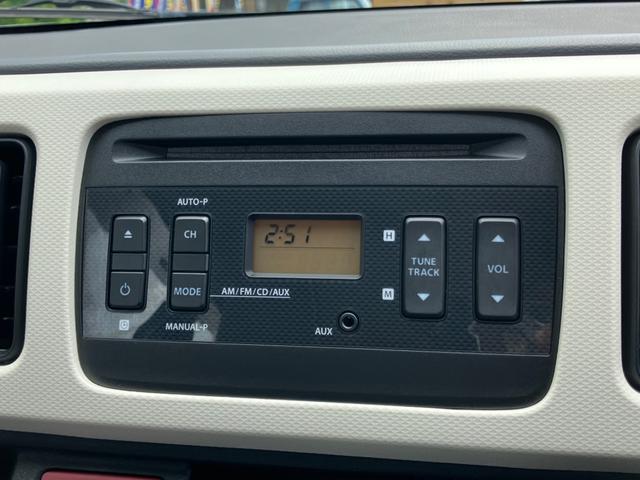 AUTO-P
CH
MODE
AM/FM/CD/AUX
MANUAL-P
2:51
AUX
H
M
TUNE
TRACK
VOL